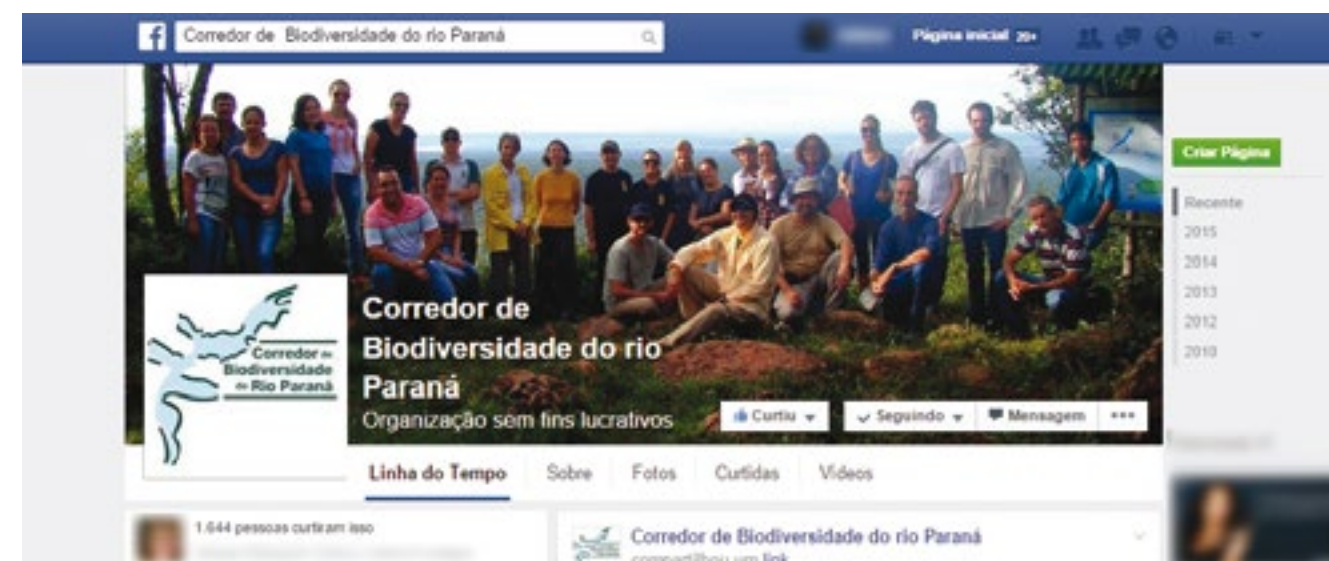 Corredor de Biodiversidade do rio Paraná
Página inicial 20+
Criar Página
Recente
2015
2014
2013
2012
2010
Corredor de
Biodiversidade
do Rio Paraná
Corredor de
Biodiversidade do rio
Paraná
Organização sem fins lucrativos
Curtiu
Seguindo
Mensagem
Linha do Tempo
Sobre
Fotos
Curtidas
Vídeos
1.644 pessoas curtiram isso
Corredor de Biodiversidade do rio Paraná
compartilhou um link